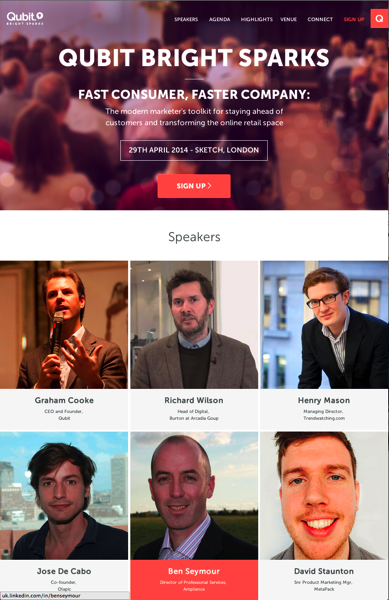 Qubit.
BRIGHT SPARKS
SPEAKERS AGENDA HIGHLIGHTS VENUE CONNECT SIGN UP Q
QUBIT BRIGHT SPARKS
FAST CONSUMER, FASTER COMPANY:
The modern marketer's toolkit for staying ahead of
customers and transforming the online retail space
29TH APRIL 2014 - SKETCH, LONDON
SIGN UP >
Speakers
Graham Cooke
CEO and Founder,
Qubit
Richard Wilson
Head of Digital,
Burton at Arcadia Goup
Henry Mason
Managing Director,
Trendwatching.com
Jose De Cabo
Co-founder,
Olapic
Ben Seymour
Director of Professional Services,
Amplience
David Staunton
Snr Product Marketing Mgr,
MetaPack
uk.linkedin.com/in/benseymour